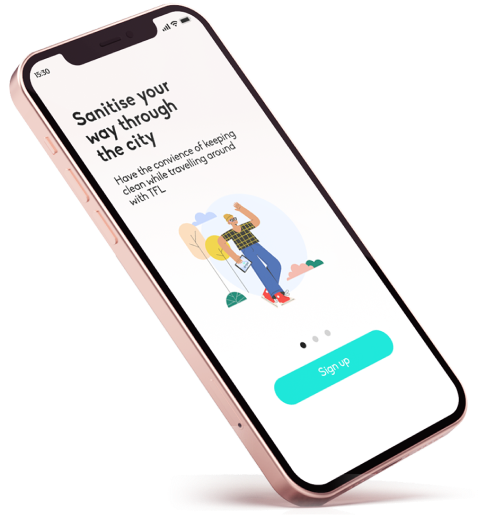 15:30
Sanitise your
way through
the city
Have the convience of keeping
clean while travelling around
with TFL
Sign up